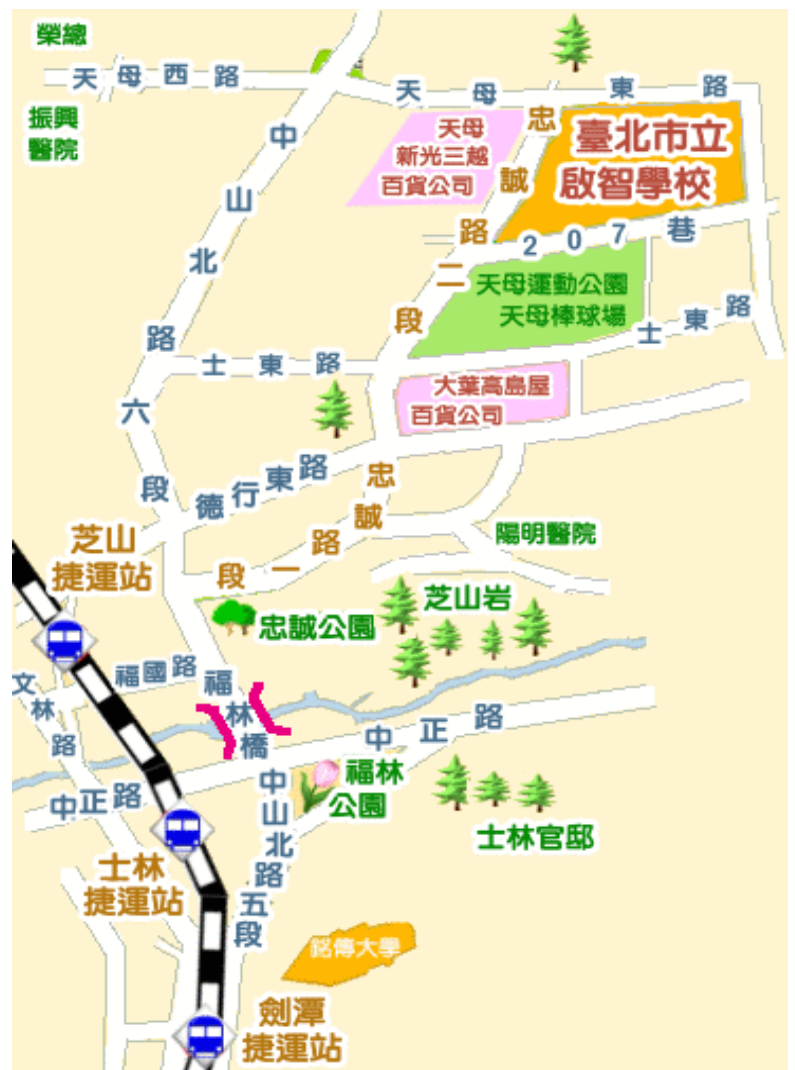 榮總
天母西路
天母東路
振興
醫院
中山北路六段
天母
新光三越
百貨公司
忠誠路二段
臺北市立
啟智學校
207巷
天母運動公園
天母棒球場
士東路
士東路
大葉高島屋
百貨公司
德行東路
忠誠路一段
陽明醫院
芝山
捷運站
芝山岩
忠誠公園
福國路
文林路
福林橋
中正路
中正路
福林
公園
中山北路五段
士林官邸
士林
捷運站
銘傳大學
劍潭
捷運站